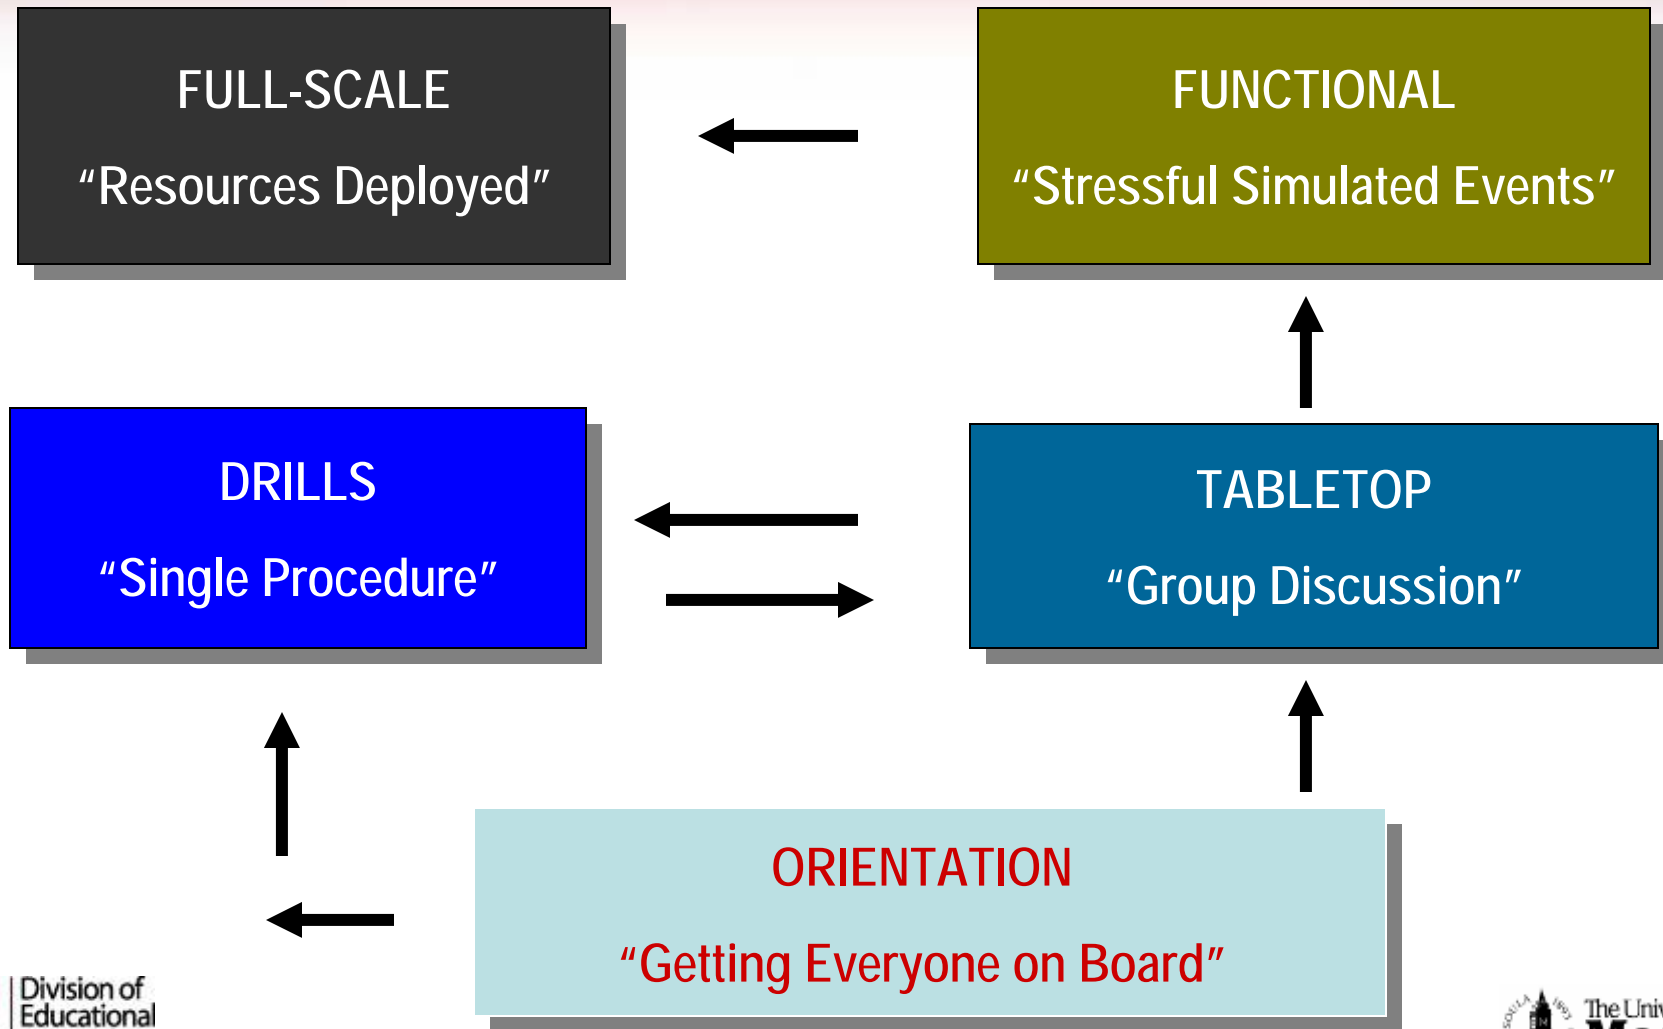 FULL-SCALE
“Resources Deployed”
FUNCTIONAL
“Stressful Simulated Events”
DRILLS
“Single Procedure”
TABLETOP
“Group Discussion”
ORIENTATION
“Getting Everyone on Board”
Division of
Educational
The